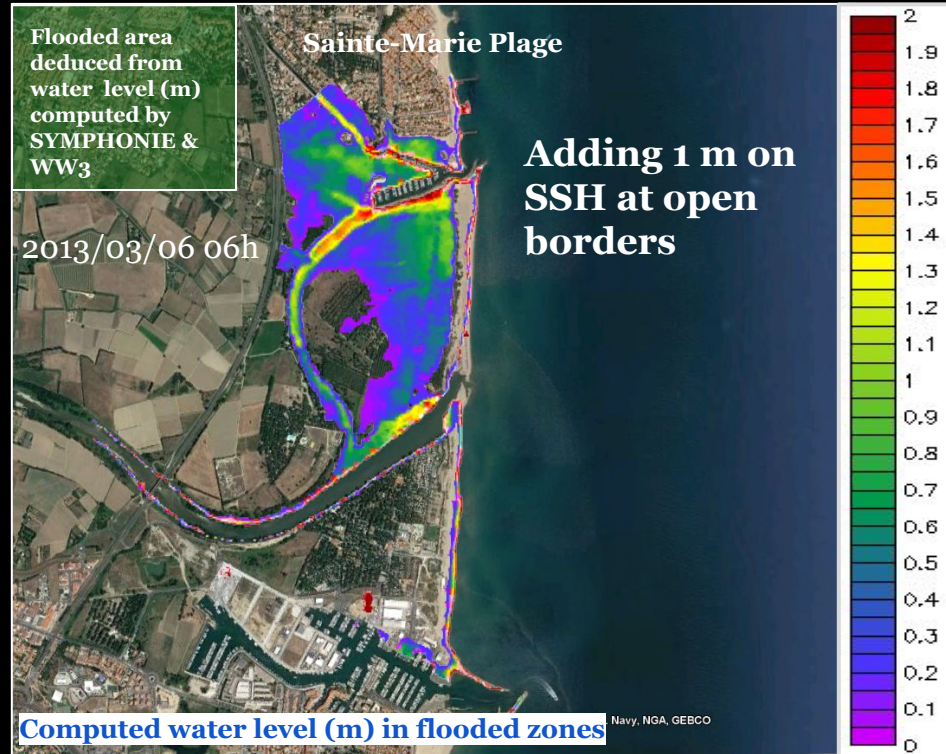 Flooded area
deduced from
water level (m)
computed by
SYMPHONIE &
WW3
Sainte-Marie Plage
2013/03/06 06h
Adding 1 m on
SSH at open
borders
Computed water level (m) in flooded zones
Navy, NGA, GEBCO
2
1.9
1.8
1.7
1.6
1.5
1.4
1.3
1.2
1.1
1
0.9
0.8
0.7
0.6
0.5
0.4
0.3
0.2
0.1
0